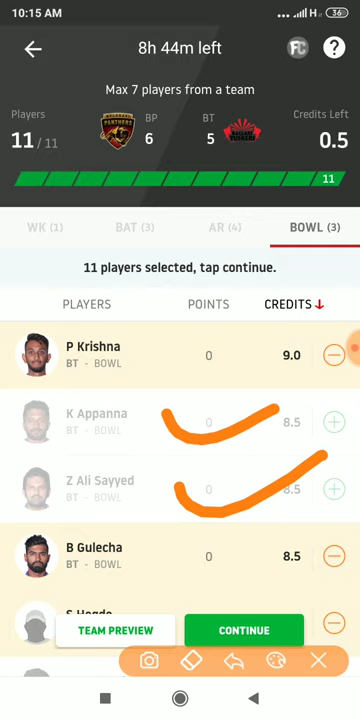 10:15 AM
H
36
8h 44m left
FC
?
Max 7 players from a team
Players
BP
BT
Credits Left
11 / 11
PANTHERS
6
5
0.5
11
WK (1)
BAT (3)
AR (4)
BOWL (3)
11 players selected, tap continue.
PLAYERS
POINTS
CREDITS
P Krishna
BT - BOWL
0
9.0
K Appanna
BT - BOWL
0
8.5
Z Ali Sayyed
BT - BOWL
0
8.5
B Gulecha
BT - BOWL
0
8.5
S Hegde
TEAM PREVIEW
CONTINUE